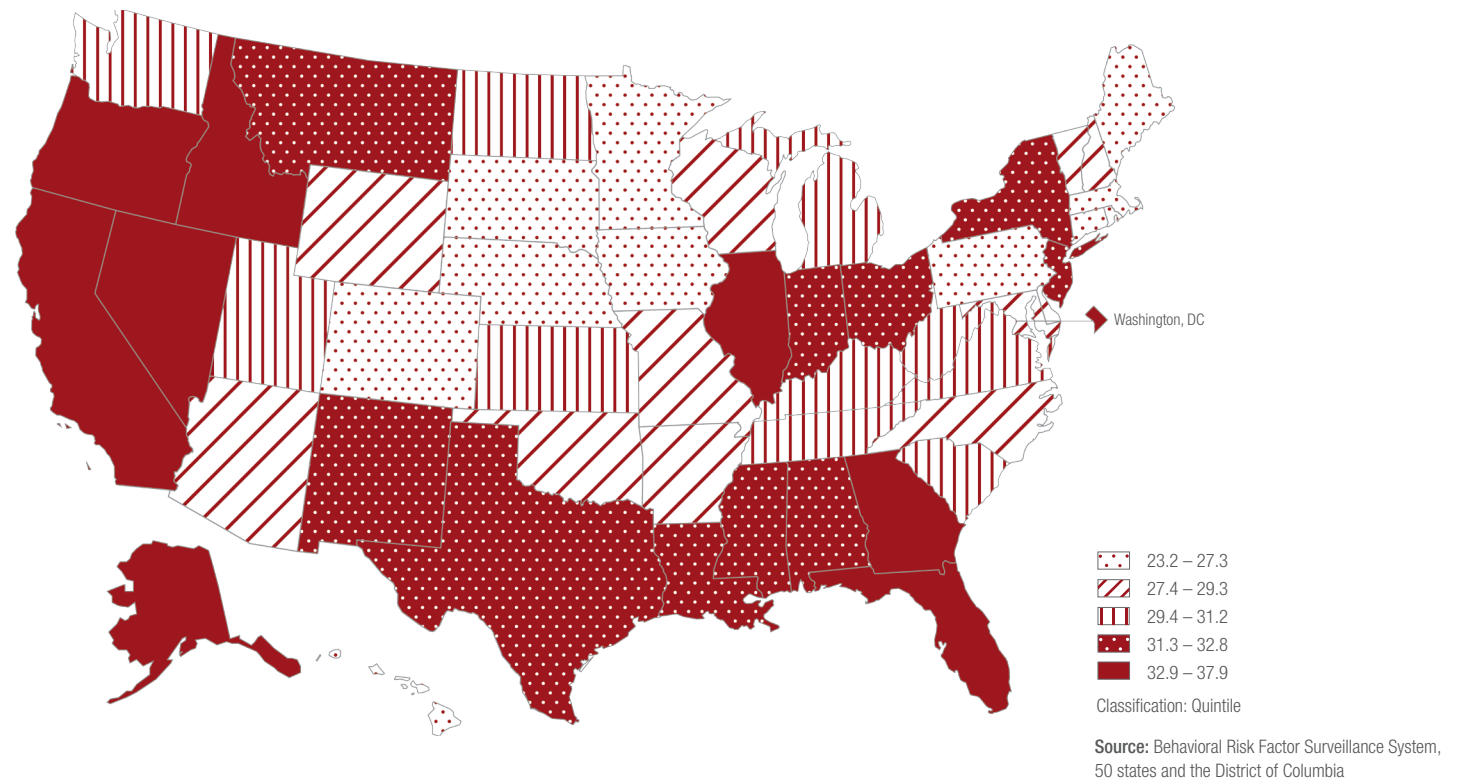 Washington, DC
23.2 – 27.3
27.4 – 29.3
29.4 – 31.2
31.3 – 32.8
32.9 – 37.9
Classification: Quintile
Source: Behavioral Risk Factor Surveillance System,
50 states and the District of Columbia